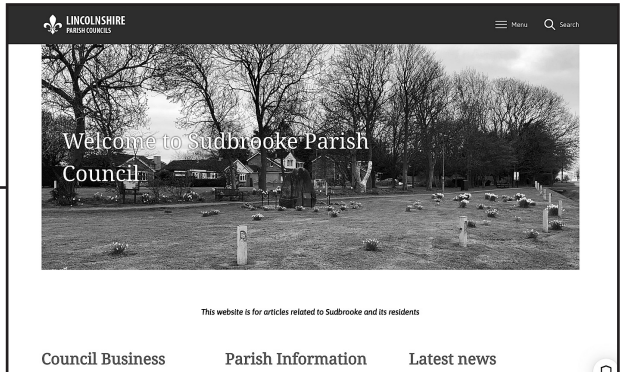 LINCOLNSHIRE
PARISH COUNCILS
Menu
Search
Welcome to Sudbrooke Parish
Council
This website is for articles related to Sudbrooke and its residents
Council Business
Parish Information
Latest news